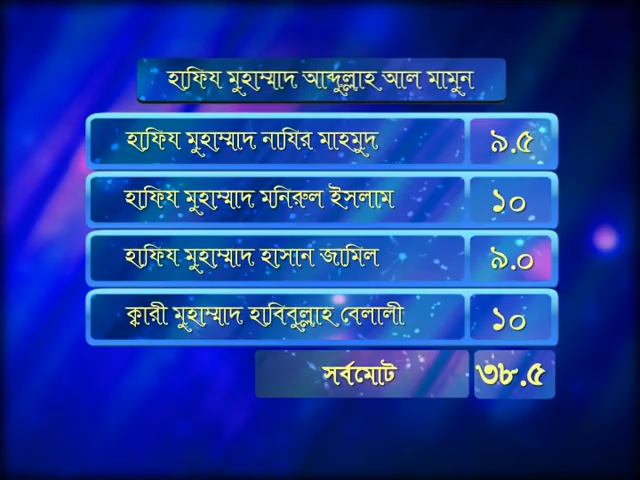 হাফিয মুহাম্মাদ আব্দুল্লাহ আল মামুন
হাফিয মুহাম্মাদ নাযির মাহমুদ ৯.৫
হাফিয মুহাম্মাদ মনিরুল ইসলাম ১০
হাফিয মুহাম্মাদ হাসান জামিল ৯.০
ক্বারী মুহাম্মাদ হাবিবুল্লাহ বেলালী ১০
সর্বমোট ৩৮.৫